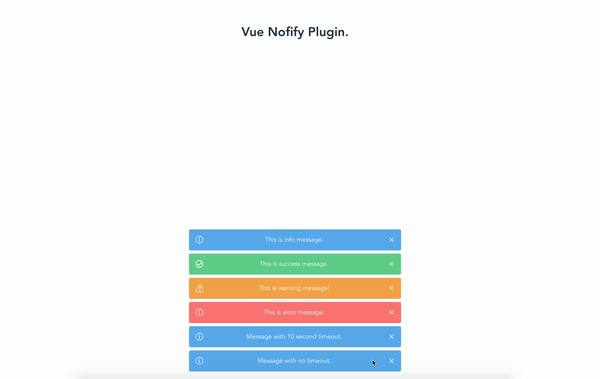 Vue Nofify Plugin.
This is info message.
This is success message.
This is warning message!
This is error message.
Message with 10 second timeout.
Message with no timeout.